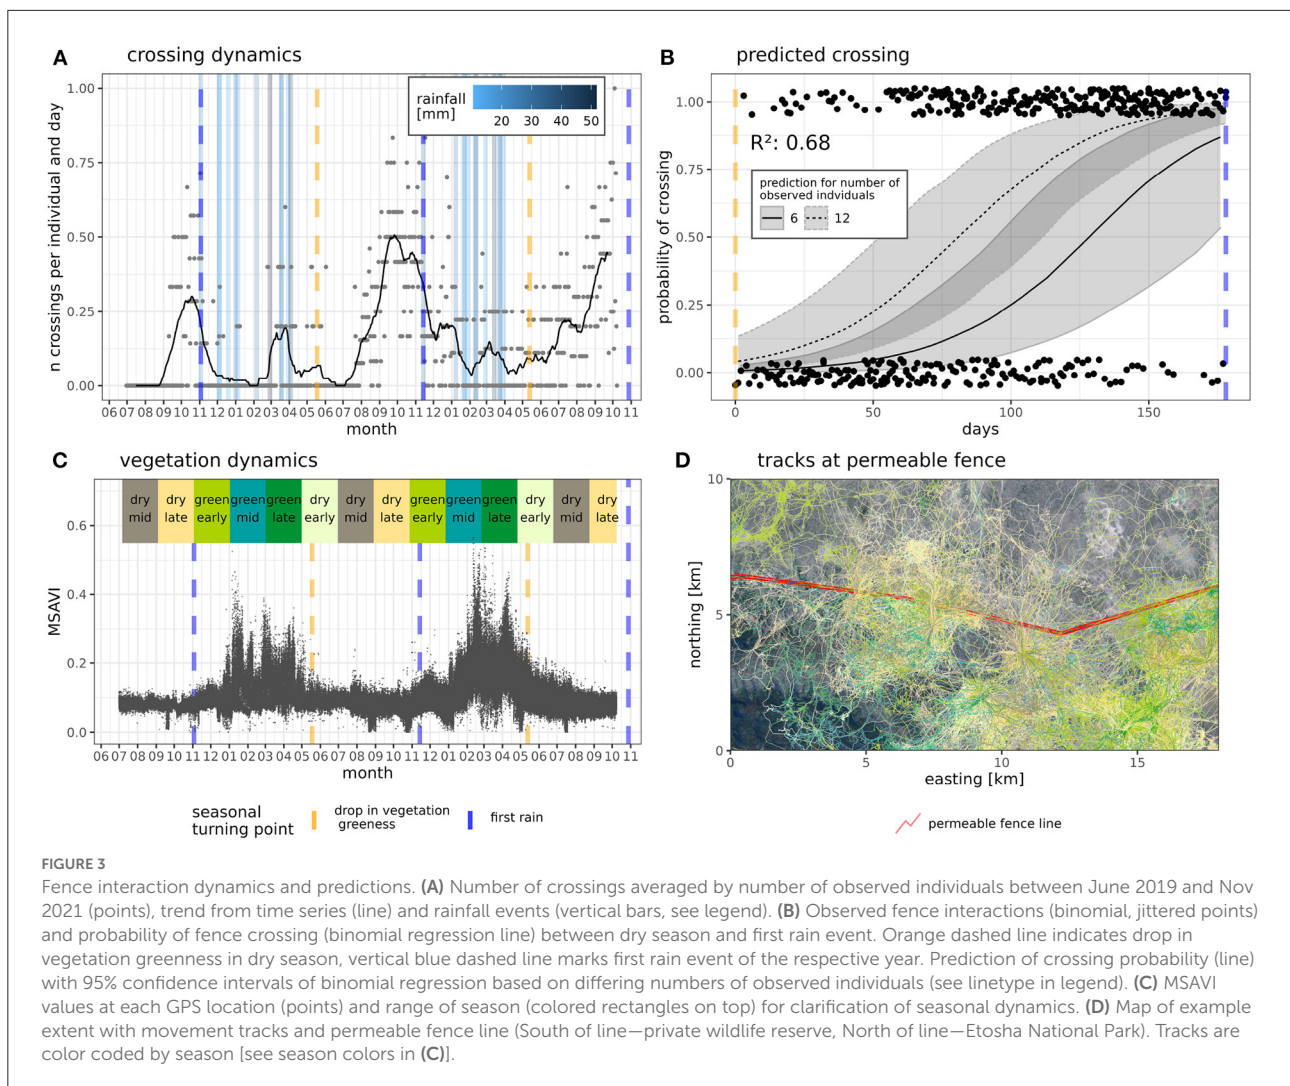 A crossing dynamics
n crossings per individual and day
1.00
0.75
0.50
0.25
0.00
rainfall
[mm]
20 30 40 50
06 07 08 09 10 11 12 01 02 03 04 05 06 07 08 09 10 11 12 01 02 03 04 05 06 07 08 09 10 11
month
B predicted crossing
probability of crossing
1.00
0.75
0.50
0.25
0.00
R²: 0.68
prediction for number of
observed indviduals
6 12
0 50 100 150
days
C vegetation dynamics
MSAVI
0.6
0.4
0.2
0.0
dry mid
dry late
green early
green mid
green late
dry early
dry mid
dry late
green early
green mid
green late
dry early
dry mid
dry late
06 07 08 09 10 11 12 01 02 03 04 05 06 07 08 09 10 11 12 01 02 03 04 05 06 07 08 09 10 11
month
D tracks at permeable fence
northing [km]
10
5
0
0 5 10 15
easting [km]
seasonal
turning point
drop in vegetation
greenness
first rain
permeable fence line
FIGURE 3
Fence interaction dynamics and predictions. (A) Number of crossings averaged by number of observed individuals between June 2019 and Nov
2021 (points), trend from time series (line) and rainfall events (vertical bars, see legend). (B) Observed fence interactions (binomial, jittered points)
and probability of fence crossing (binomial regression line) between dry season and first rain event. Orange dashed line indicates drop in
vegetation greenness in dry season, vertical blue dashed line marks first rain event of the respective year. Prediction of crossing probability (line)
with 95% confidence intervals of binomial regression based on differing numbers of observed individuals (see linetype in legend). (C) MSAVI
values at each GPS location (points) and range of season (colored rectangles on top) for clarification of seasonal dynamics. (D) Map of example
extent with movement tracks and permeable fence line (South of line—private wildlife reserve, North of line—Etosha National Park). Tracks are
color coded by season [see season colors in (C)].